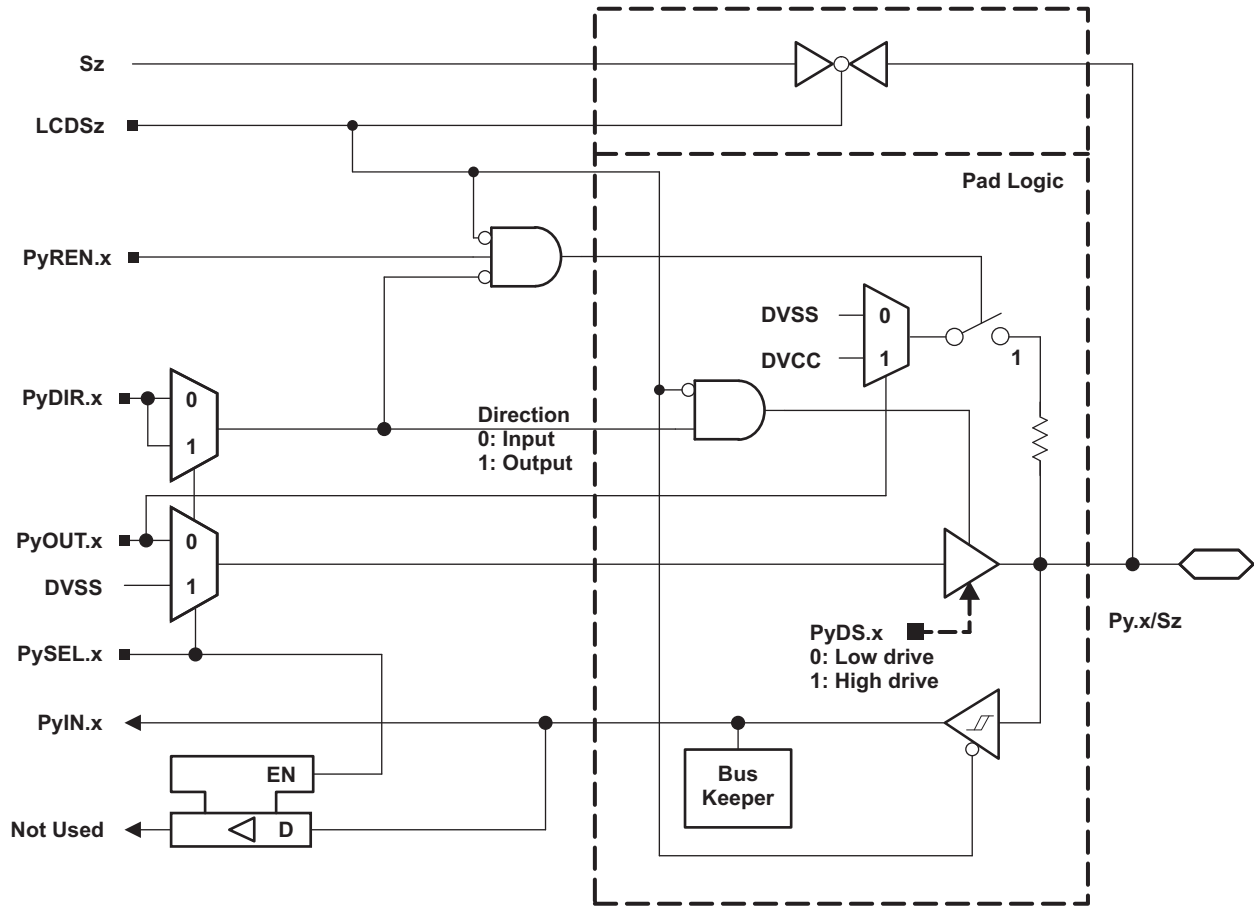 Sz
LCDSz
Pad Logic
PyREN.x
DVSS
0
DVCC
1
1
PyDIR.x
0
1
Direction
0: Input
1: Output
PyOUT.x
0
DVSS
1
PyDS.x
0: Low drive
1: High drive
Py.x/Sz
PySEL.x
PyIN.x
EN
Bus
Keeper
Not Used
D